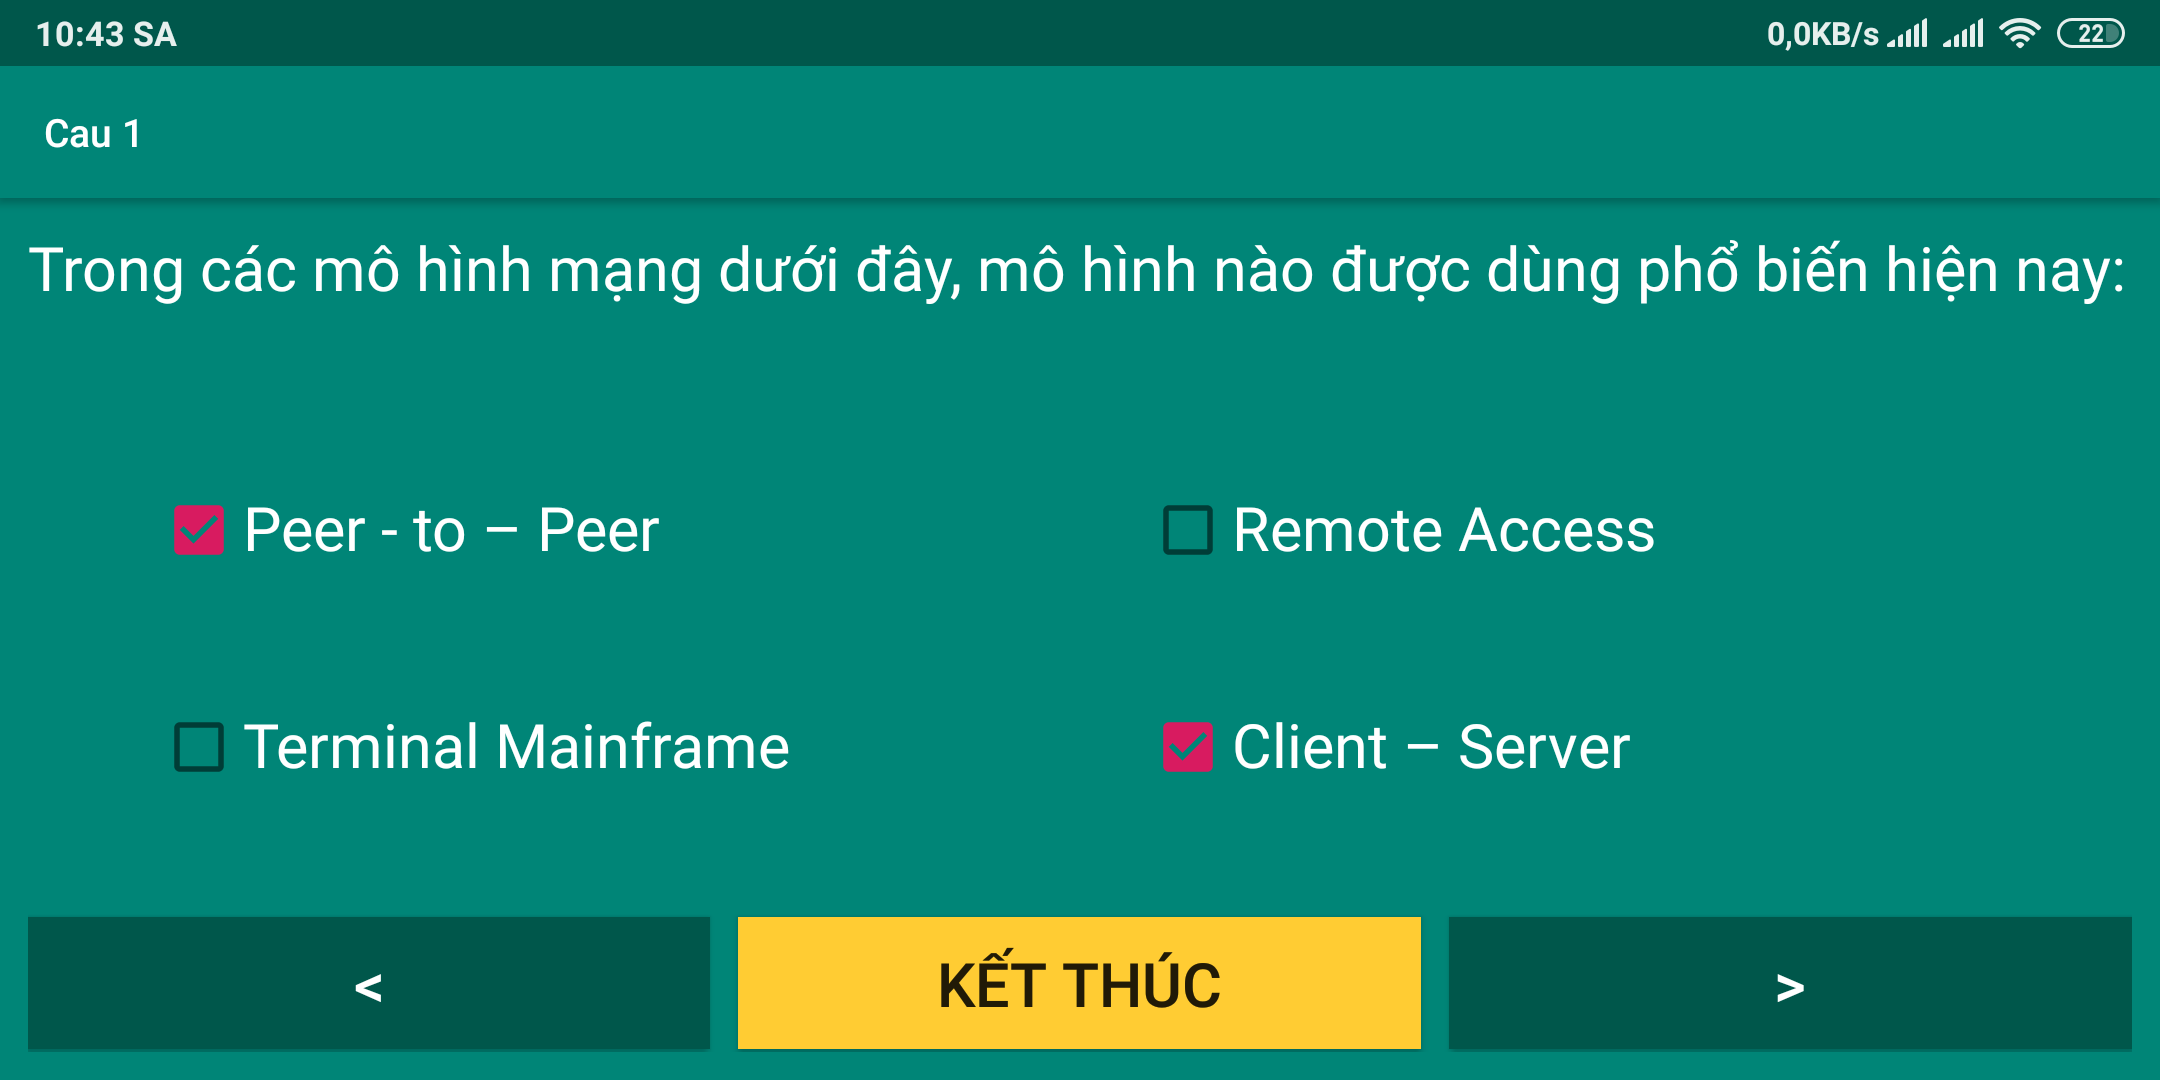 10:43 SA 0,0KB/s 22
Cau 1
Trong các mô hình mạng dưới đây, mô hình nào được dùng phổ biến hiện nay:
Peer - to – Peer
Remote Access
Terminal Mainframe
Client – Server
< KẾT THÚC >